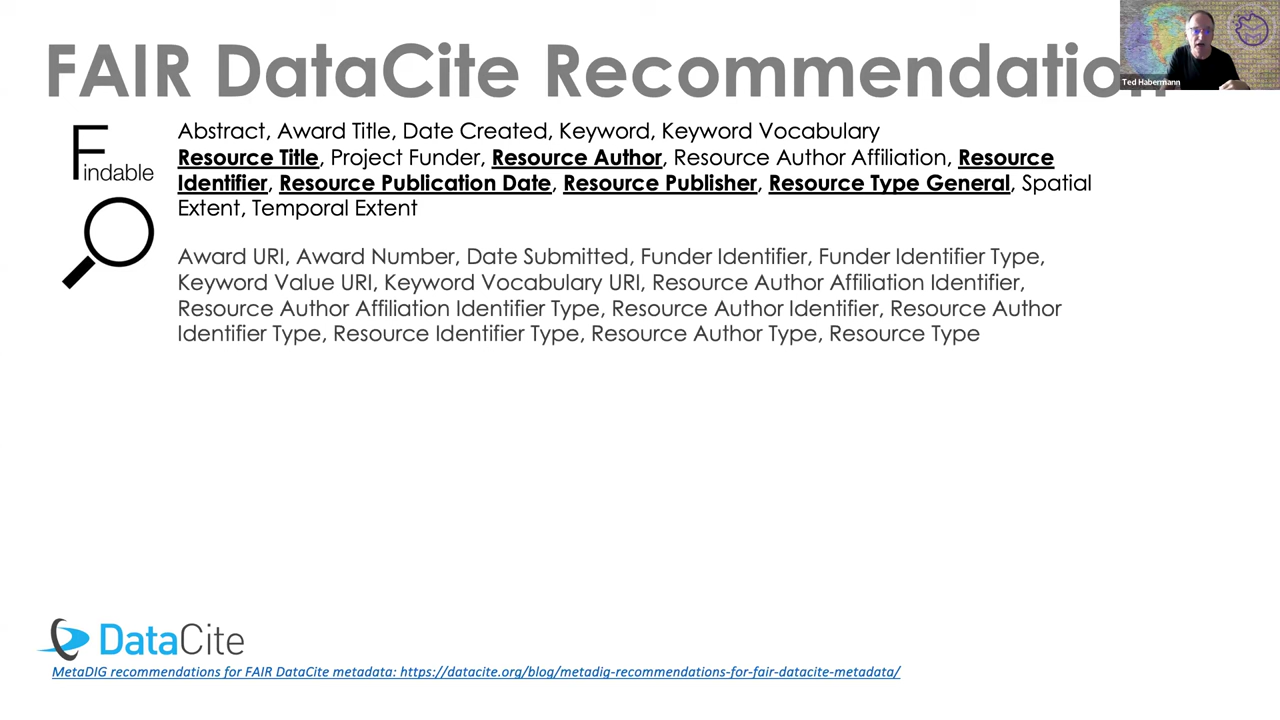 FAIR DataCite Recommendation
Ted Habermann
Findable
Abstract, Award Title, Date Created, Keyword, Keyword Vocabulary
Resource Title, Project Funder, Resource Author, Resource Author Affiliation, Resource
Identifier, Resource Publication Date, Resource Publisher, Resource Type General, Spatial
Extent, Temporal Extent
Award URI, Award Number, Date Submitted, Funder Identifier, Funder Identifier Type,
Keyword Value URI, Keyword Vocabulary URI, Resource Author Affiliation Identifier,
Resource Author Affiliation Identifier Type, Resource Author Identifier, Resource Author
Identifier Type, Resource Identifier Type, Resource Author Type, Resource Type
DataCite
MetaDIG recommendations for FAIR DataCite metadata: https://datacite.org/blog/metadig-recommendations-for-fair-datacite-metadata/